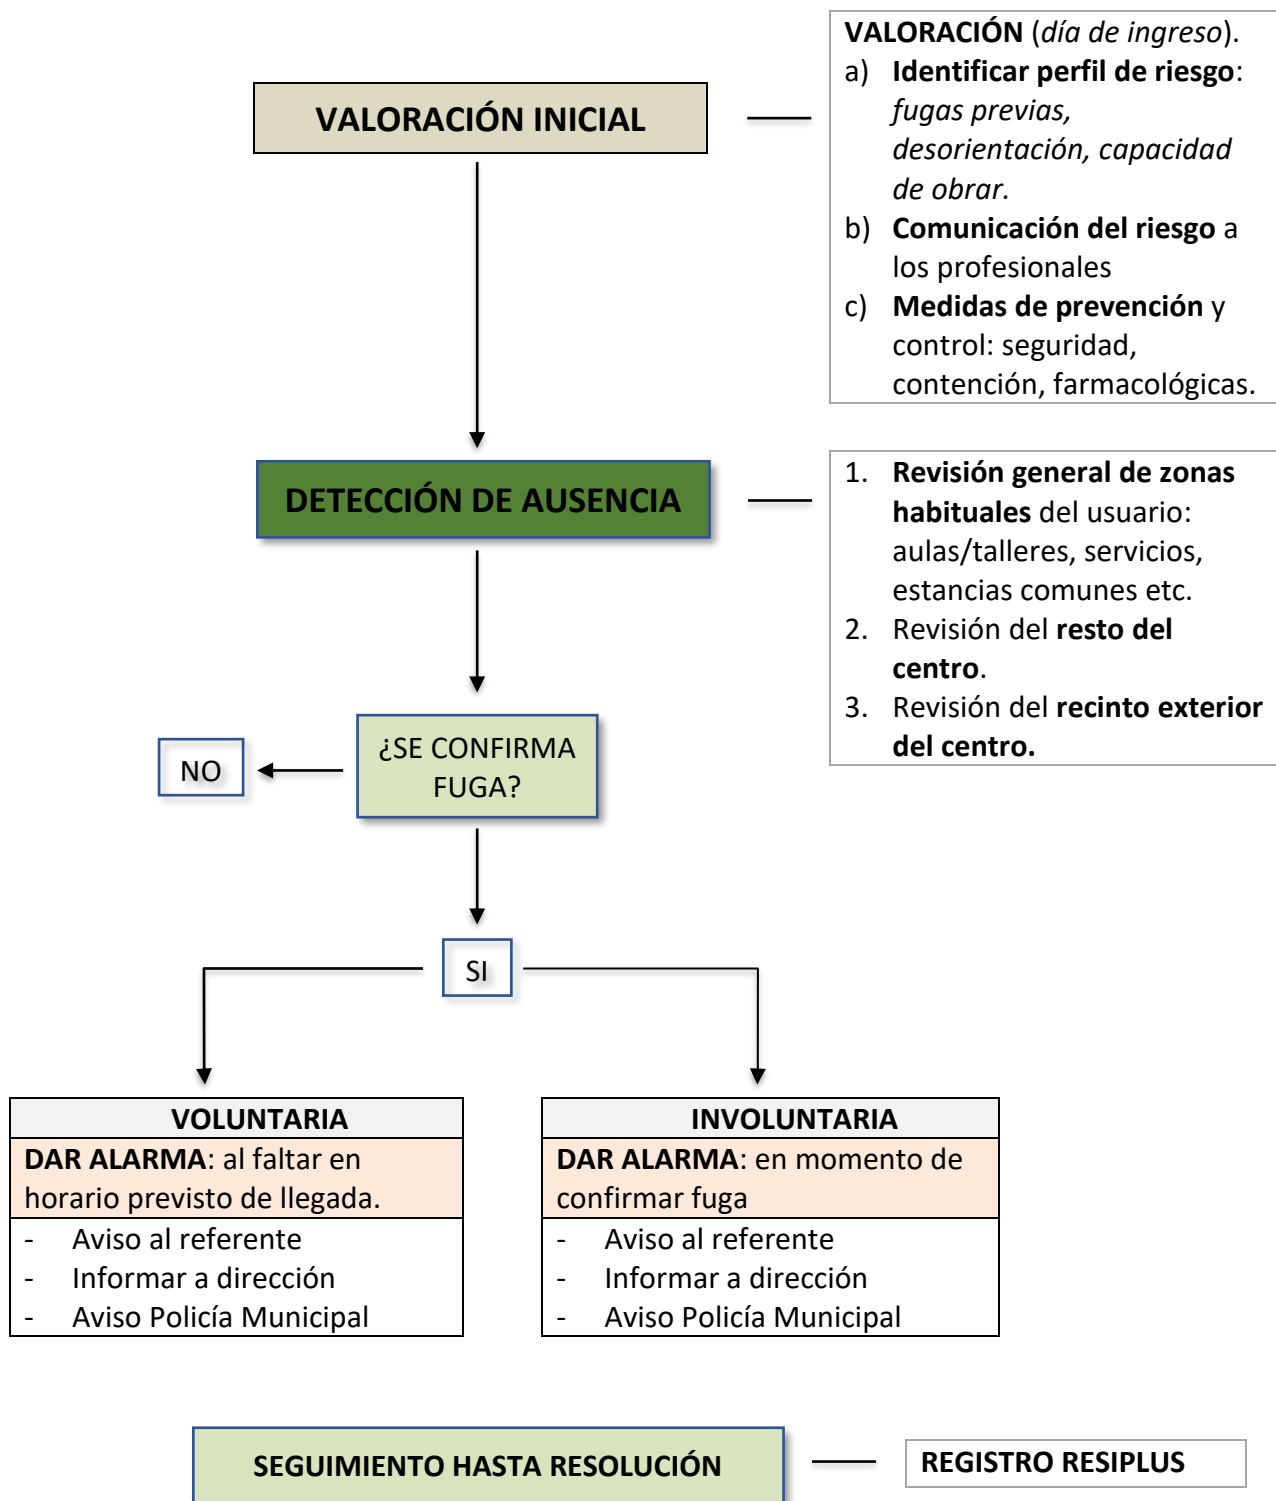 VALORACIÓN INICIAL
VALORACIÓN (día de ingreso).
a) Identificar perfil de riesgo:
fugas previas,
desorientación, capacidad
de obrar.
b) Comunicación del riesgo a
los profesionales
c) Medidas de prevención y
control: seguridad,
contención, farmacológicas.
DETECCIÓN DE AUSENCIA
1. Revisión general de zonas
habituales del usuario:
aulas/talleres, servicios,
estancias comunes etc.
2. Revisión del resto del
centro.
3. Revisión del recinto exterior
del centro.
¿SE CONFIRMA
FUGA?
NO
SI
VOLUNTARIA
DAR ALARMA: al faltar en
horario previsto de llegada.
- Aviso al referente
- Informar a dirección
- Aviso Policía Municipal
INVOLUNTARIA
DAR ALARMA: en momento de
confirmar fuga
- Aviso al referente
- Informar a dirección
- Aviso Policía Municipal
SEGUIMIENTO HASTA RESOLUCIÓN
REGISTRO RESIPLUS